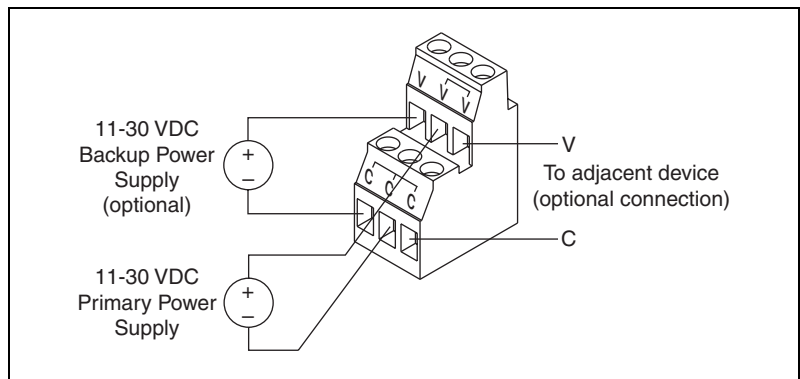 V V V
11-30 VDC
Backup Power
Supply
(optional)
+
–
C C C
V
To adjacent device
(optional connection)
C
11-30 VDC
Primary Power
Supply
+
–